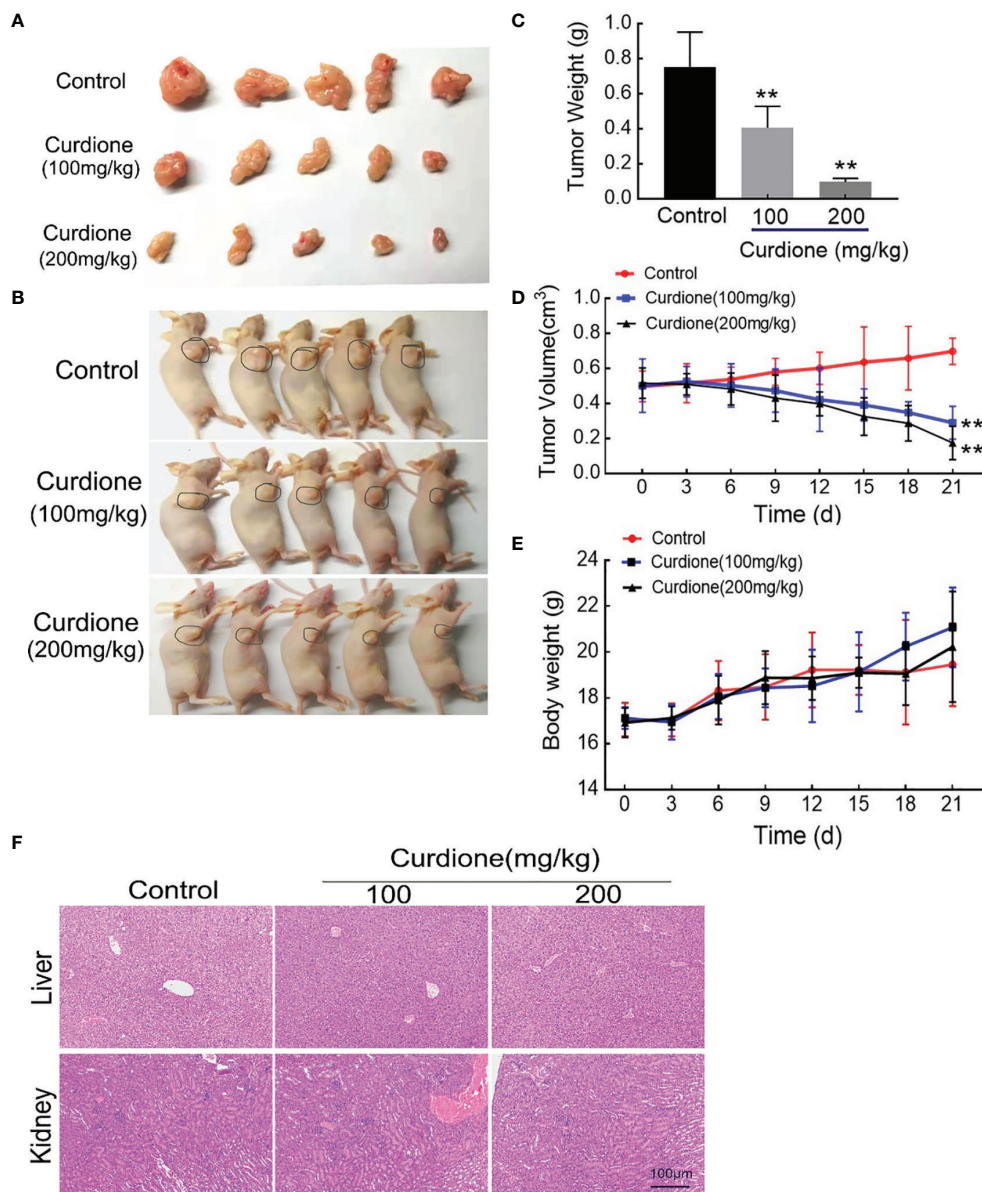 A
Control
Curdione
(100mg/kg)
Curdione
(200mg/kg)
B
Control
Curdione
(100mg/kg)
Curdione
(200mg/kg)
C
Tumor Weight (g)
1.0
0.8
0.6
0.4
0.2
0.0
**
**
Control
100
200
Curdione (mg/kg)
D
Control
Curdione(100mg/kg)
Curdione(200mg/kg)
Tumor Volume(cm³)
1.0
0.8
0.6
0.4
0.2
0.0
**
**
0 3 6 9 12 15 18 21
Time (d)
E
Control
Curdione(100mg/kg)
Curdione(200mg/kg)
Body weight (g)
24
22
20
18
16
14
0 3 6 9 12 15 18 21
Time (d)
F
Curdione(mg/kg)
Control
100
200
Liver
Kidney
100μm